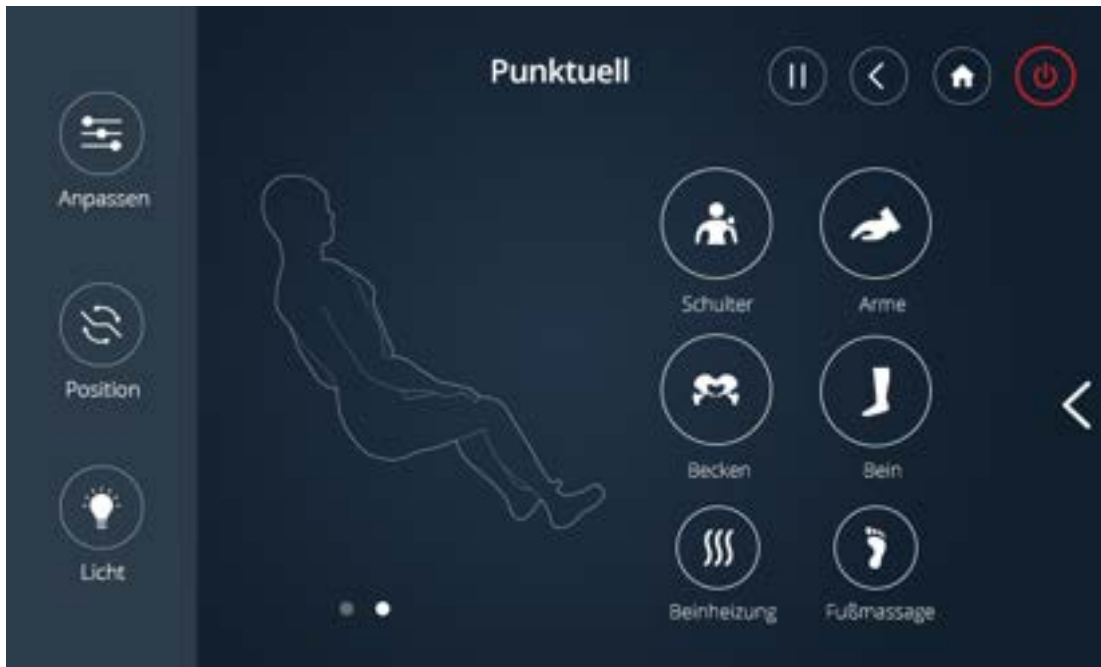 Punktuell
Anpassen
Position
Licht
Schulter
Arme
Becken
Bein
Beinheizung
Fußmassage